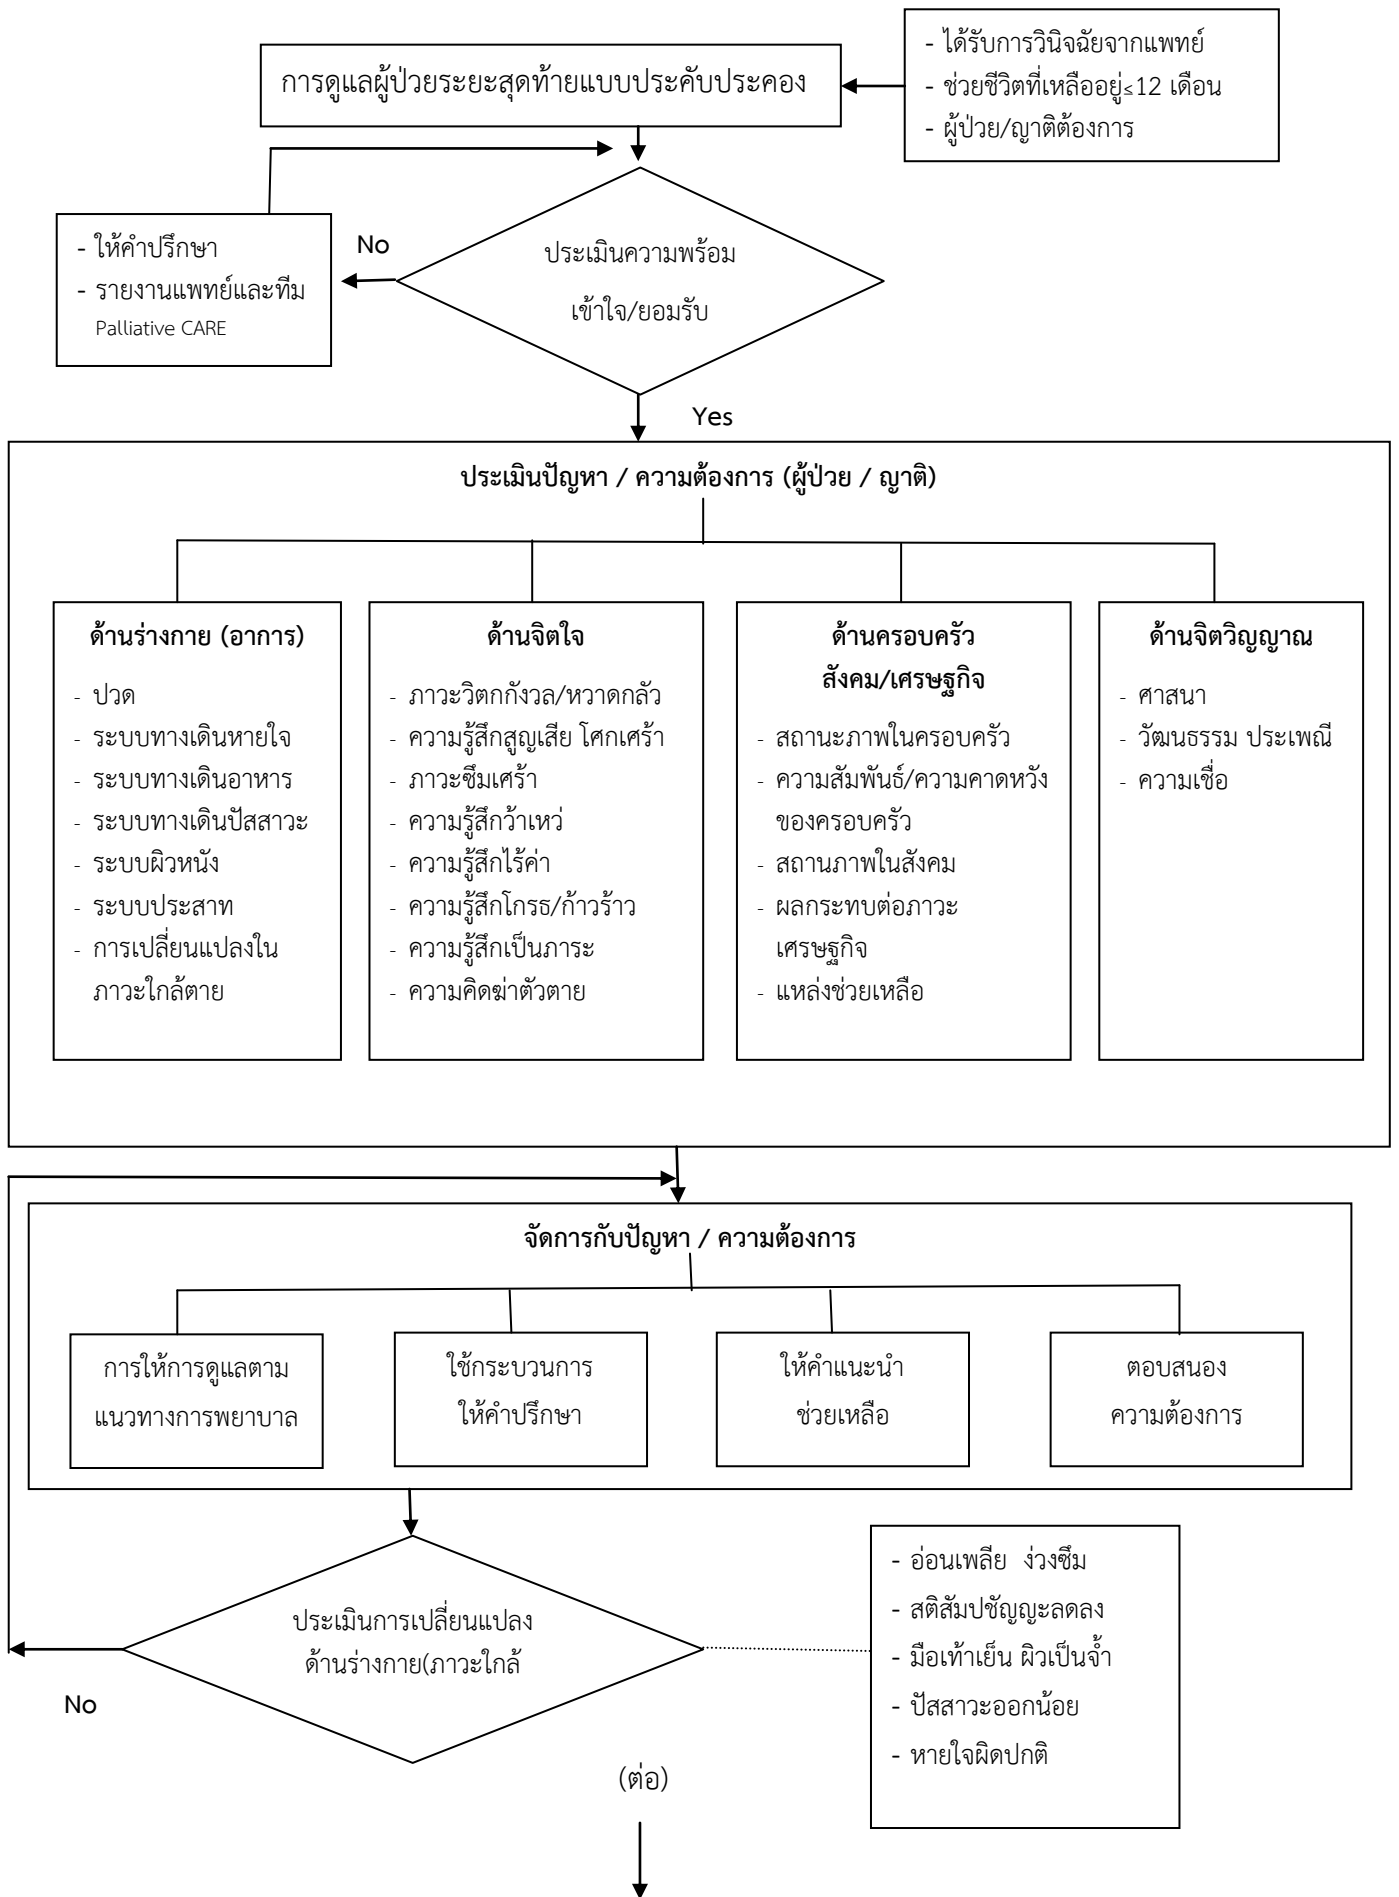 การดูแลผู้ป่วยระยะสุดท้ายแบบประคับประคอง
- ได้รับการวินิจฉัยจากแพทย์
- ช่วยชีวิตที่เหลืออยู่≤12 เดือน
- ผู้ป่วย/ญาติต้องการ
- ให้คำปรึกษา
- รายงานแพทย์และทีม
Palliative CARE
No
ประเมินความพร้อม
เข้าใจ/ยอมรับ
Yes
ประเมินปัญหา / ความต้องการ (ผู้ป่วย / ญาติ)
ด้านร่างกาย (อาการ)
- ปวด
- ระบบทางเดินหายใจ
- ระบบทางเดินอาหาร
- ระบบทางเดินปัสสาวะ
- ระบบผิวหนัง
- ระบบประสาท
- การเปลี่ยนแปลงใน
ภาวะใกล้ตาย
ด้านจิตใจ
- ภาวะวิตกกังวล/หวาดกลัว
- ความรู้สึกสูญเสีย โศกเศร้า
- ภาวะซึมเศร้า
- ความรู้สึกว้าเหว่
- ความรู้สึกไร้ค่า
- ความรู้สึกโกรธ/ก้าวร้าว
- ความรู้สึกเป็นภาระ
- ความคิดฆ่าตัวตาย
ด้านครอบครัว
สังคม/เศรษฐกิจ
- สถานะภาพในครอบครัว
- ความสัมพันธ์/ความคาดหวัง
ของครอบครัว
- สถานภาพในสังคม
- ผลกระทบต่อภาวะ
เศรษฐกิจ
- แหล่งช่วยเหลือ
ด้านจิตวิญญาณ
- ศาสนา
- วัฒนธรรม ประเพณี
- ความเชื่อ
จัดการกับปัญหา / ความต้องการ
การให้การดูแลตาม
แนวทางการพยาบาล
ใช้กระบวนการ
ให้คำปรึกษา
ให้คำแนะนำ
ช่วยเหลือ
ตอบสนอง
ความต้องการ
ประเมินการเปลี่ยนแปลง
ด้านร่างกาย(ภาวะใกล้
No
- อ่อนเพลีย ง่วงซึม
- สติสัมปชัญญะลดลง
- มือเท้าเย็น ผิวเป็นจ้ำ
- ปัสสาวะออกน้อย
- หายใจผิดปกติ
(ต่อ)